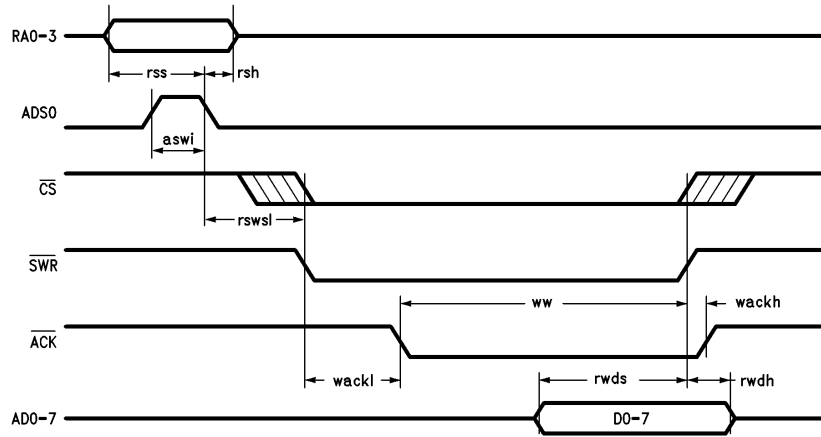 RA0-3
rss
rsh
ADS0
aswi
CS
rswsl
SWR
ww
wackh
ACK
wackl
rwds
rwdh
AD0-7
D0-7